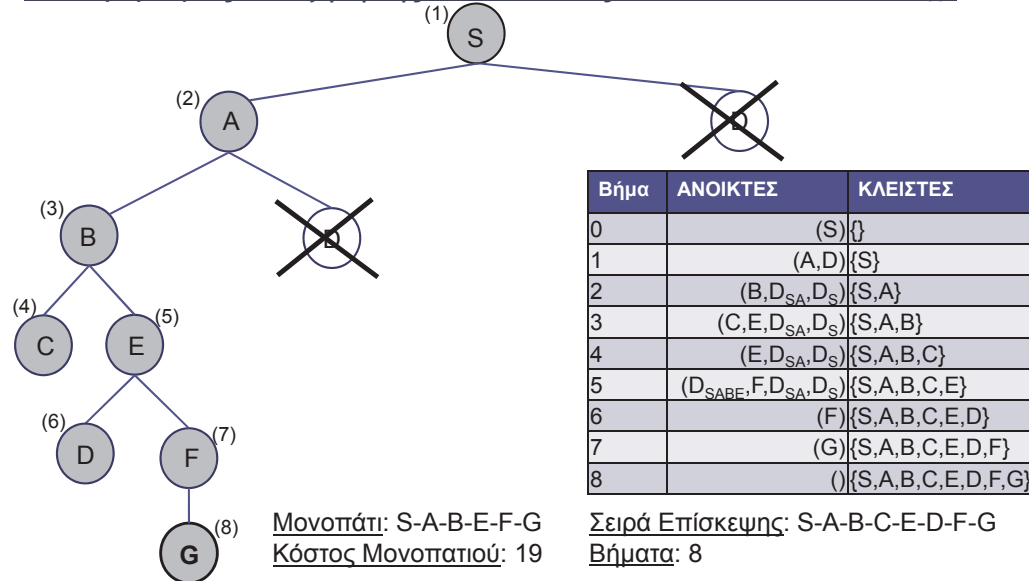 (1)
S
(2)
A
(3)
B
(4)
C
(5)
E
(6)
D
(7)
F
(8)
G
Βήμα ΑΝΟΙΚΤΕΣ ΚΛΕΙΣΤΕΣ
0 (S) {}
1 (A,D) {S}
2 (B,D_SA,D_S) {S,A}
3 (C,E,D_SA,D_S) {S,A,B}
4 (E,D_SA,D_S) {S,A,B,C}
5 (D_SABE,F,D_SA,D_S) {S,A,B,C,E}
6 (F) {S,A,B,C,E,D}
7 (G) {S,A,B,C,E,D,F}
8 () {S,A,B,C,E,D,F,G}
Μονοπάτι: S-A-B-E-F-G
Κόστος Μονοπατιού: 19
Σειρά Επίσκεψης: S-A-B-C-E-D-F-G
Βήματα: 8